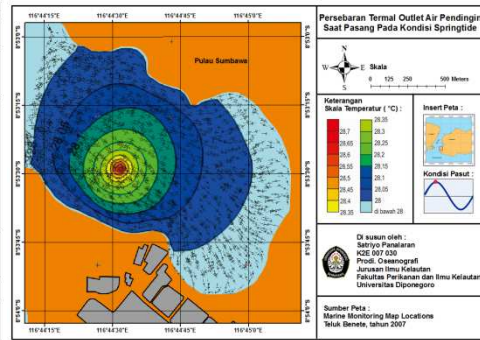 116°44'15"E 116°44'30"E 116°44'45"E 116°45'0"E
Pulau Sumbawa
28.05
116°44'15"E 116°44'30"E 116°44'45"E 116°45'0"E
Persebaran Termal Outlet Air Pendingin
Saat Pasang Pada Kondisi Springtide
N
W E
S
Skala
0 125 250 500 Meters
Keterangan
Skala Temperatur ( °C) :
28,7
28,65
28,6
28,55
28,5
28,45
28,4
28,35
28,35
28,3
28,25
28,2
28,15
28,1
28,05
28
di bawah 28
Insert Peta :
Kondisi Pasut :
Di susun oleh :
Satriyo Panalaran
K2E 007 030
Prodi. Oseanografi
Jurusan Ilmu Kelautan
Fakultas Perikanan dan Ilmu Kelautan
Universitas Diponegoro
Sumber Peta :
Marine Monitoring Map Locations
Teluk Benete, tahun 2007